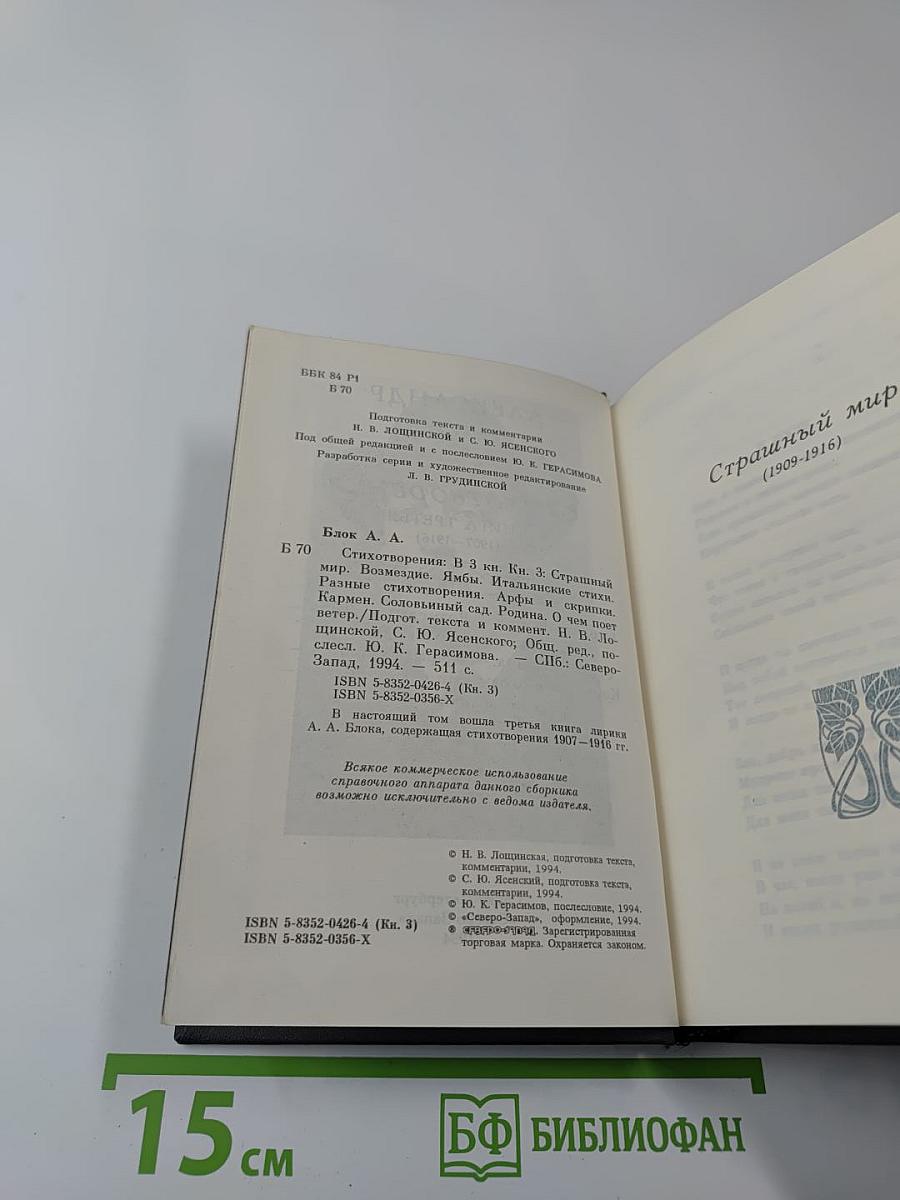 ББК 84 Р1
Б 70
Подготовка текста и комментарии
Н. В. ЛОЩИНСКОЙ и С. Ю. ЯСЕНСКОГО
Под общей редакцией и с послесловием Ю. К. ГЕРАСИМОВА
Разработка серии и художественное редактирование
Л. В. ГРУДИНСКОЙ
Блок А. А.
Б 70 Стихотворения: В 3 кн. Кн. 3: Страшный
мир. Возмездие. Ямбы. Итальянские стихи.
Разные стихотворения. Арфы и скрипки.
Кармен. Соловьиный сад. Родина. О чем поет
ветер./Подгот. текста и коммент. Н. В. Ло-
щинской, С. Ю. Ясенского; Общ. ред., по-
слесл. Ю. К. Герасимова. — СПб.: Северо-
Запад, 1994. — 511 с.
ISBN 5-8352-0426-4 (Кн. 3)
ISBN 5-8352-0356-X
В настоящий том вошла третья книга лирики
А. А. Блока, содержащая стихотворения 1907—1916 гг.
Всякое коммерческое использование
справочного аппарата данного сборника
возможно исключительно с ведома издателя.
© Н. В. Лощинская, подготовка текста,
комментарии, 1994.
© С. Ю. Ясенский, подготовка текста,
комментарии, 1994.
© Ю. К. Герасимов, послесловие, 1994.
© «Северо-Запад», оформление, 1994.
® СЕВЕРО-ЗАПАД. Зарегистрированная
торговая марка. Охраняется законом.
ISBN 5-8352-0426-4 (Кн. 3)
ISBN 5-8352-0356-X
Страшный мир
(1909-1916)
15 см
БФ БИБЛИОФАН